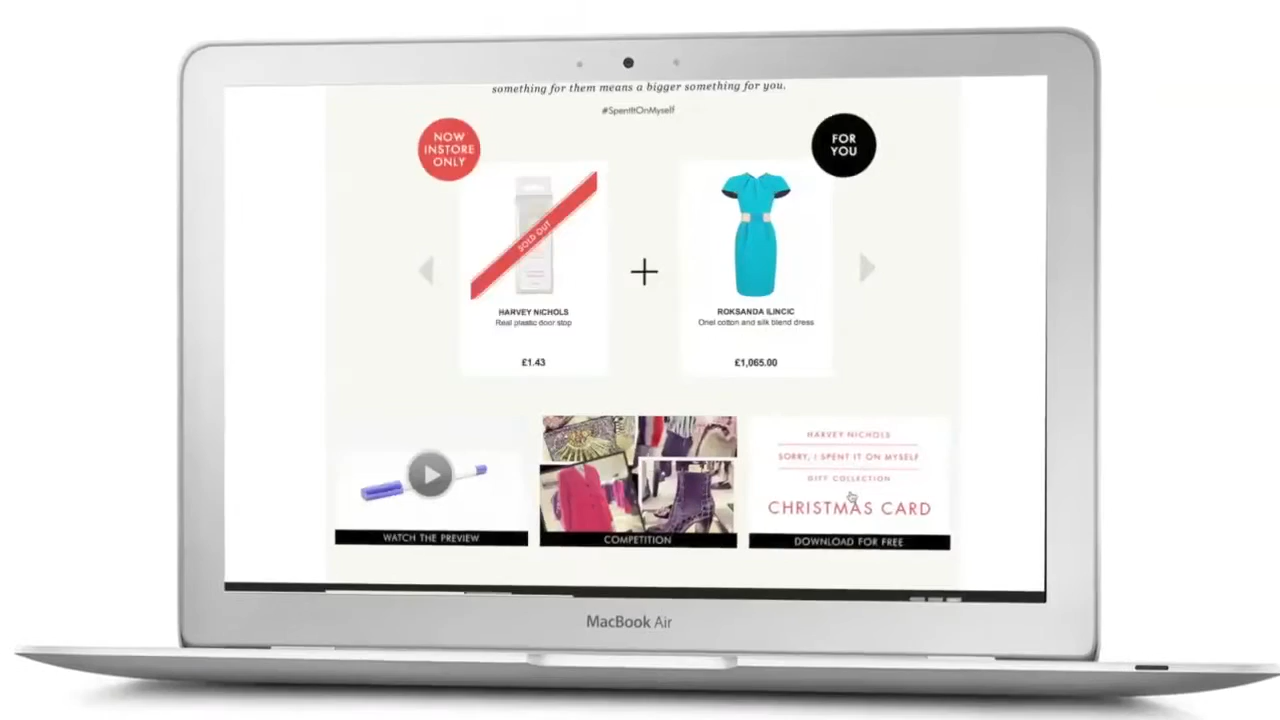 something for them means a bigger something for you.
#SpentItOnMyself
NOW
INSTORE
ONLY
FOR
YOU
SOLD OUT
HARVEY NICHOLS
Real plastic door stop
£1.43
+
ROKSANDA ILINCIC
Onel cotton and silk blend dress
£1,065.00
WATCH THE PREVIEW
COMPETITION
HARVEY NICHOLS
SORRY, I SPENT IT ON MYSELF
GIFT COLLECTION
CHRISTMAS CARD
DOWNLOAD FOR FREE
MacBook Air